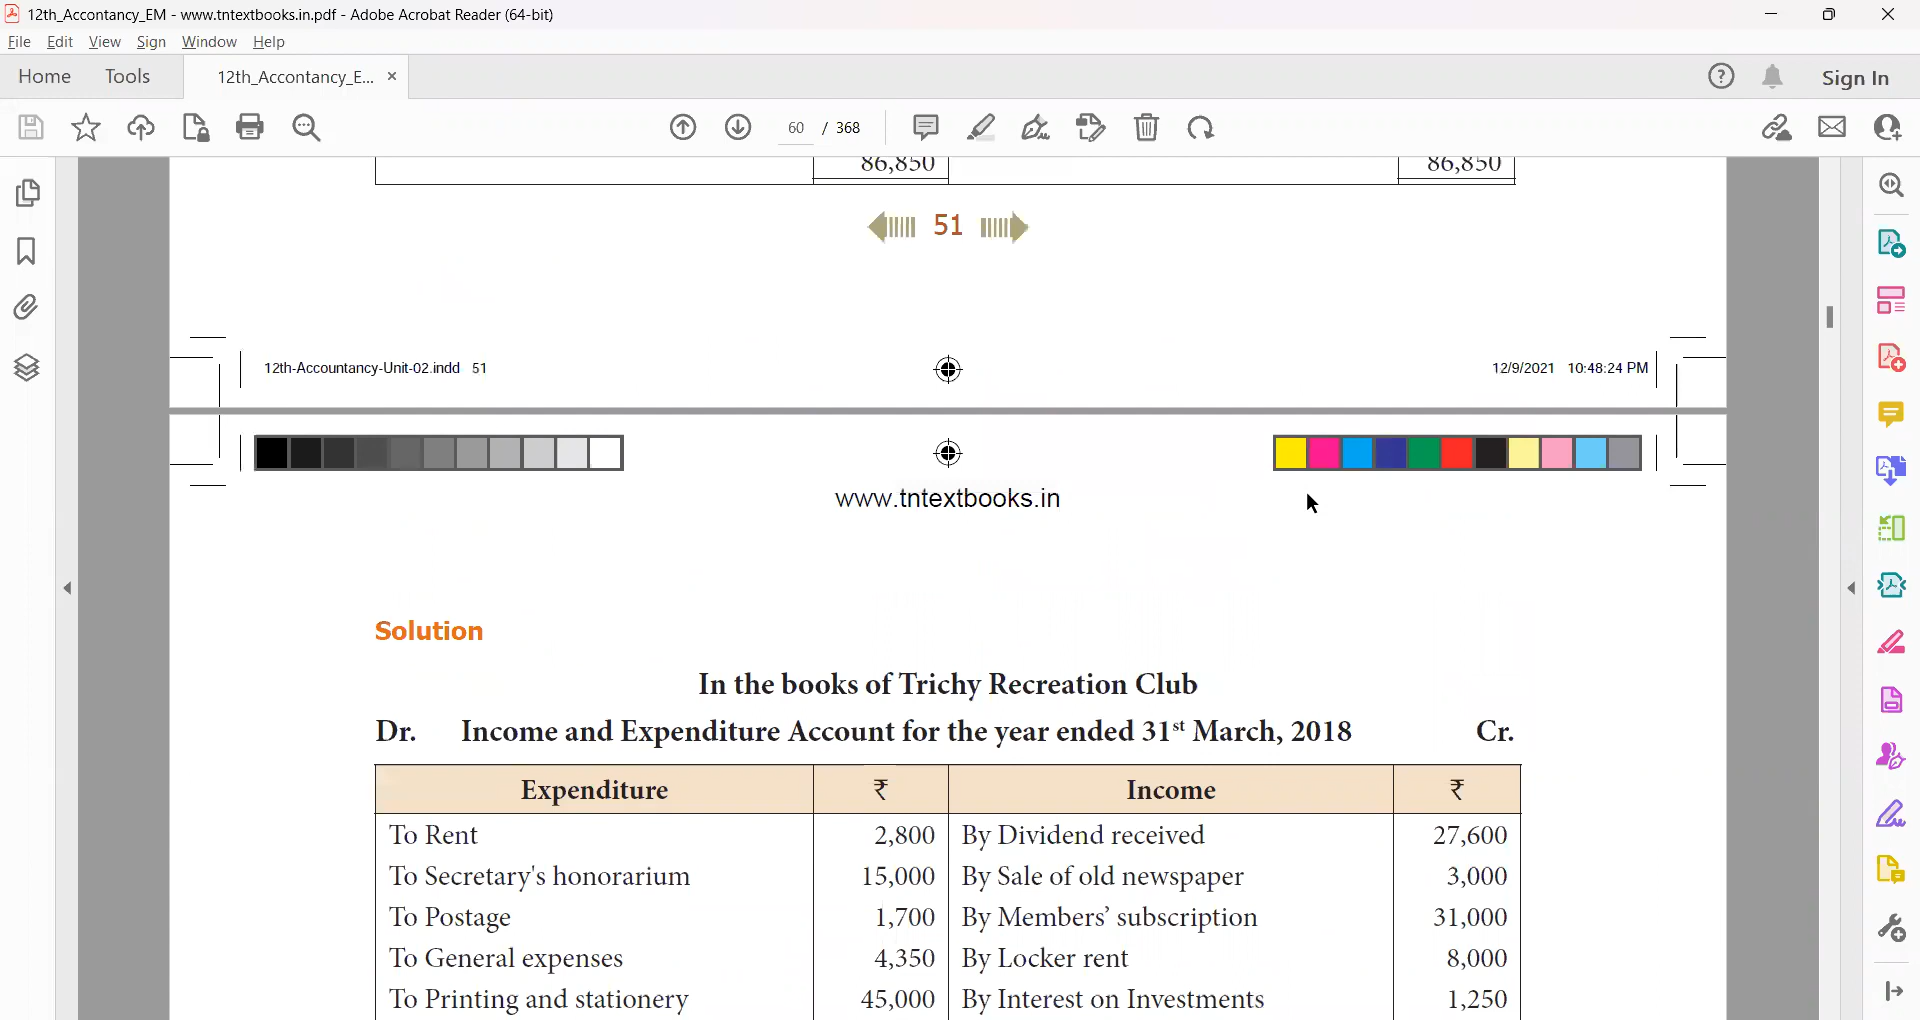 12th_Accontancy_EM - www.tntextbooks.in.pdf - Adobe Acrobat Reader (64-bit)
File Edit View Sign Window Help
Home Tools 12th_Accontancy_E... × Sign In
60 / 368
86,850 86,850
51
12th-Accountancy-Unit-02.indd 51 12/9/2021 10:48:24 PM
www.tntextbooks.in
Solution
In the books of Trichy Recreation Club
Dr. Income and Expenditure Account for the year ended 31st March, 2018 Cr.
Expenditure ₹ Income ₹
To Rent 2,800 By Dividend received 27,600
To Secretary's honorarium 15,000 By Sale of old newspaper 3,000
To Postage 1,700 By Members’ subscription 31,000
To General expenses 4,350 By Locker rent 8,000
To Printing and stationery 45,000 By Interest on Investments 1,250